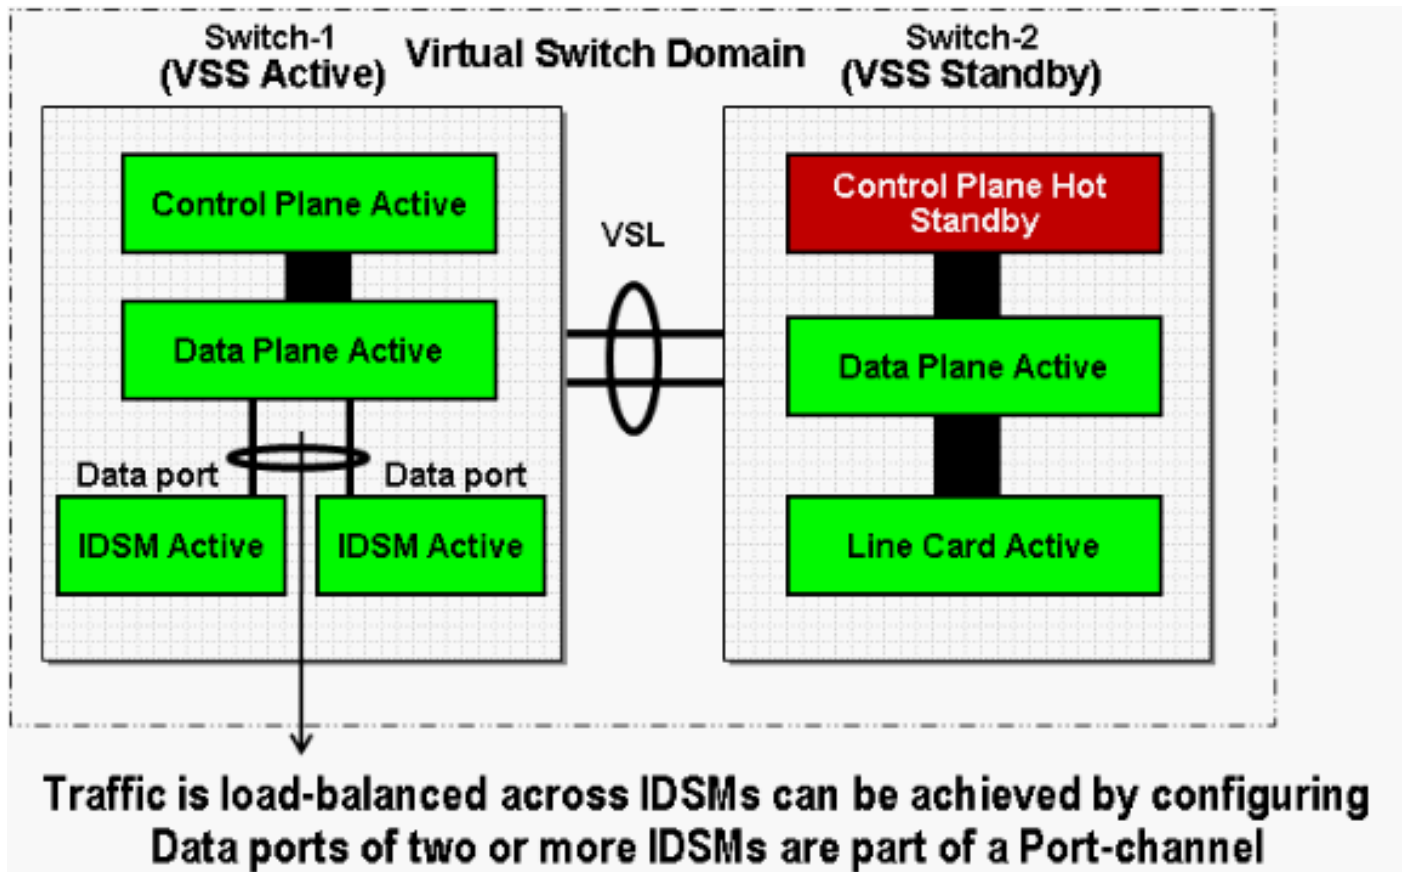 Switch-1
(VSS Active)
Virtual Switch Domain
Switch-2
(VSS Standby)
Control Plane Active
Data Plane Active
Data port
Data port
IDSM Active
IDSM Active
VSL
Control Plane Hot
Standby
Data Plane Active
Line Card Active
Traffic is load-balanced across IDSMs can be achieved by configuring
Data ports of two or more IDSMs are part of a Port-channel